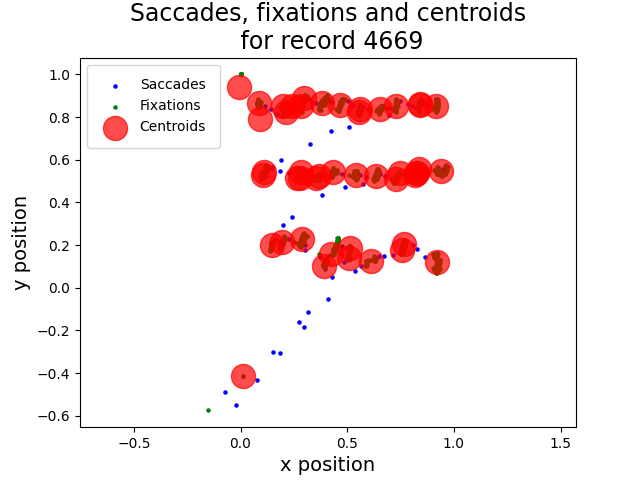 Saccades, fixations and centroids
for record 4669
Saccades
Fixations
Centroids
y position
1.0
0.8
0.6
0.4
0.2
0.0
−0.2
−0.4
−0.6
−0.5
0.0
0.5
1.0
1.5
x position